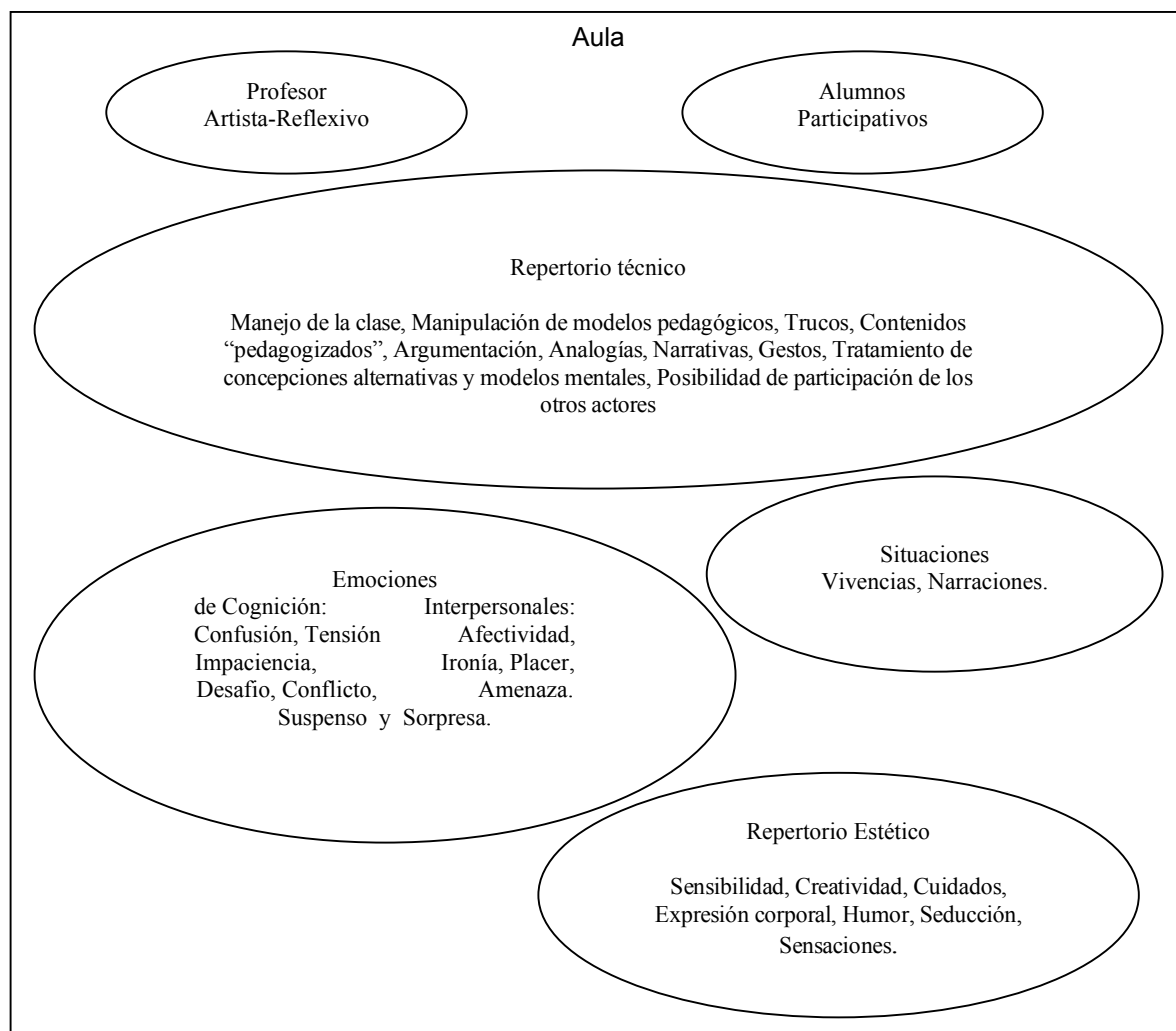 Aula
Profesor
Artista-Reflexivo
Alumnos
Participativos
Repertorio técnico
Manejo de la clase, Manipulación de modelos pedagógicos, Trucos, Contenidos
“pedagogizados”, Argumentación, Analogías, Narrativas, Gestos, Tratamiento de
concepciones alternativas y modelos mentales, Posibilidad de participación de los
otros actores
Situaciones
Vivencias, Narraciones.
Emociones
de Cognición: Interpersonales:
Confusión, Tensión Afectividad,
Impaciencia, Ironía, Placer,
Desafio, Conflicto, Amenaza.
Suspenso y Sorpresa.
Repertorio Estético
Sensibilidad, Creatividad, Cuidados,
Expresión corporal, Humor, Seducción,
Sensaciones.